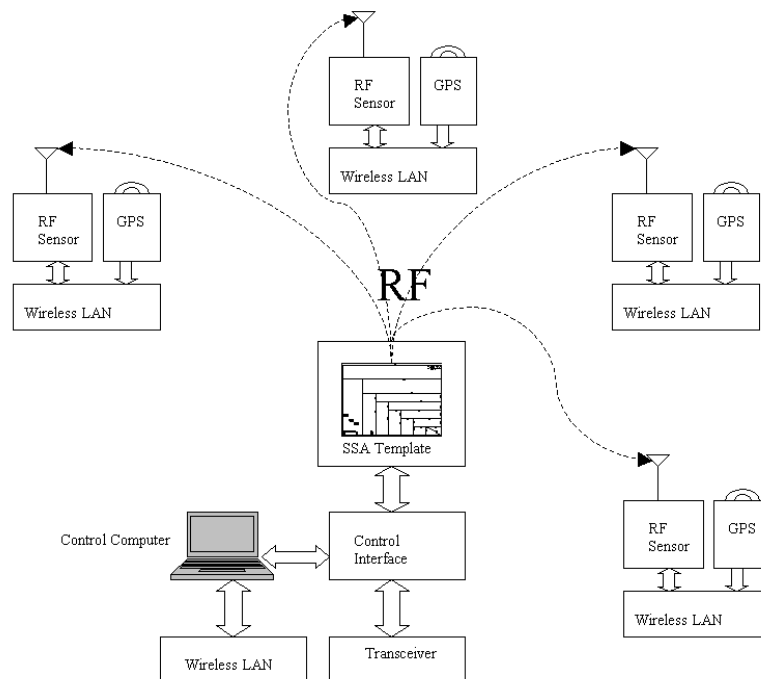 RF
Sensor
GPS
Wireless LAN
RF
Sensor
GPS
Wireless LAN
RF
Sensor
GPS
Wireless LAN
RF
SSA Template
Control Computer
Control
Interface
RF
Sensor
GPS
Wireless LAN
Wireless LAN
Transceiver